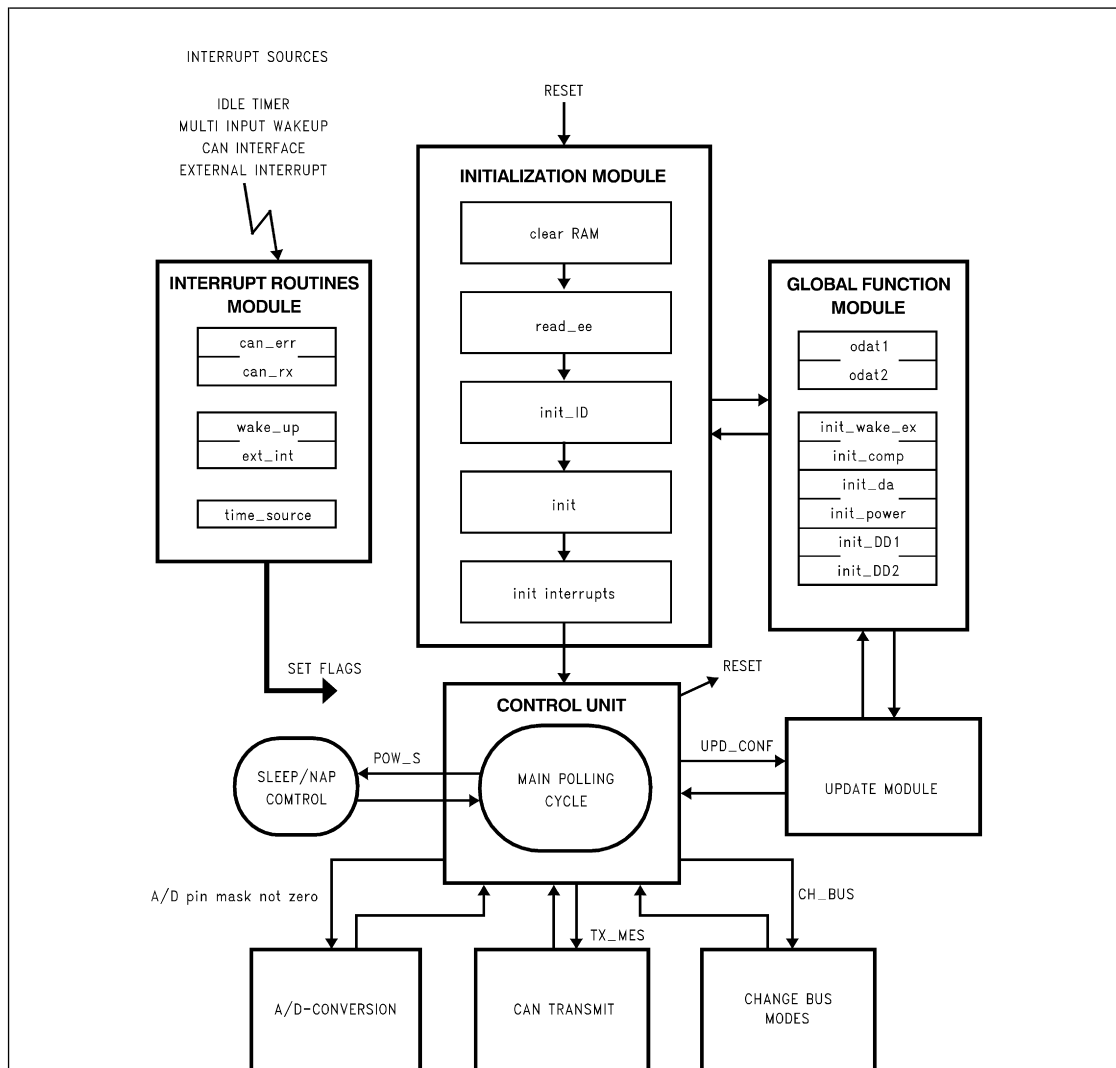 INTERRUPT SOURCES
IDLE TIMER
MULTI INPUT WAKEUP
CAN INTERFACE
EXTERNAL INTERRUPT
INTERRUPT ROUTINES
MODULE
can_err
can_rx
wake_up
ext_int
time_source
SET FLAGS
RESET
INITIALIZATION MODULE
clear RAM
read_ee
init_ID
init
init interrupts
GLOBAL FUNCTION
MODULE
odat1
odat2
init_wake_ex
init_comp
init_da
init_power
init_DD1
init_DD2
RESET
CONTROL UNIT
MAIN POLLING
CYCLE
POW_S
SLEEP/NAP
COMTROL
UPD_CONF
UPDATE MODULE
A/D pin mask not zero
TX_MES
CH_BUS
A/D-CONVERSION
CAN TRANSMIT
CHANGE BUS
MODES